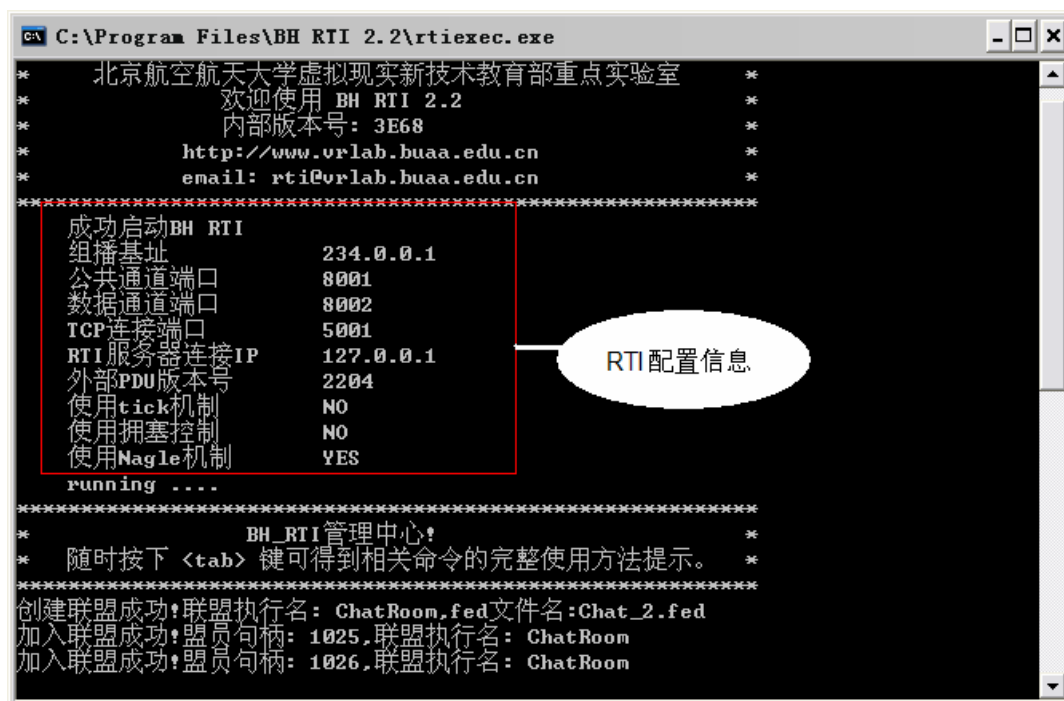 C:\Program Files\BH RTI 2.2\rtiexec.exe
* 北京航空航天大学虚拟现实新技术教育部重点实验室 *
* 欢迎使用 BH RTI 2.2 *
* 内部版本号: 3E68 *
* http://www.vrlab.buaa.edu.cn *
* email: rti@vrlab.buaa.edu.cn *
***********************************************************
成功启动BH RTI
组播基址 234.0.0.1
公共通道端口 8001
数据通道端口 8002
TCP连接端口 5001
RTI服务器连接IP 127.0.0.1
外部PDU版本号 2204
使用tick机制 NO
使用拥塞控制 NO
使用Nagle机制 YES
RTI配置信息
running ....
***********************************************************
* BH_RTI管理中心! *
* 随时按下 <tab> 键可得到相关命令的完整使用方法提示。 *
***********************************************************
创建联盟成功!联盟执行名: ChatRoom,fed文件名:Chat_2.fed
加入联盟成功!盟员句柄: 1025,联盟执行名: ChatRoom
加入联盟成功!盟员句柄: 1026,联盟执行名: ChatRoom